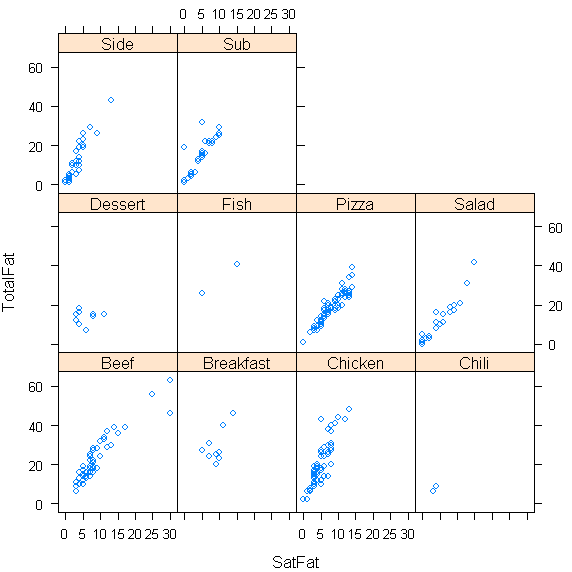 0 5 10 15 20 25 30
Side Sub
60
40
20
0
Dessert Fish Pizza Salad
60
40
20
0
TotalFat
Beef Breakfast Chicken Chili
60
40
20
0
0 5 10 15 20 25 30 0 5 10 15 20 25 30
SatFat